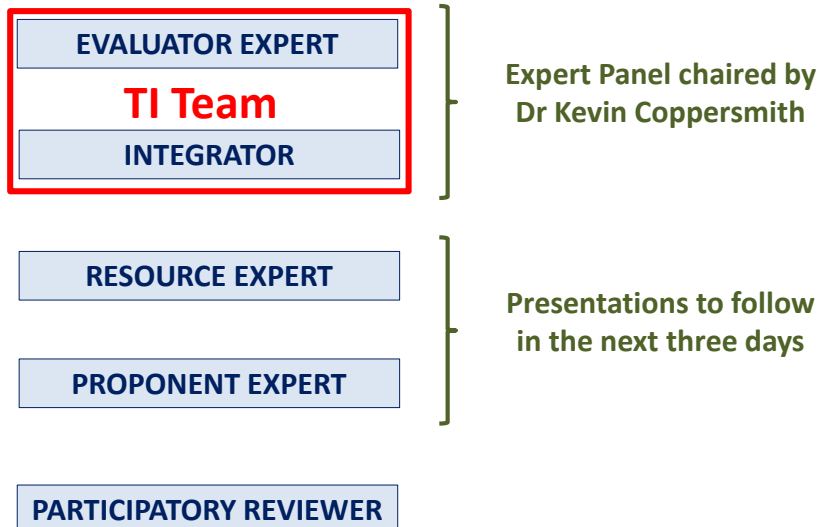 EVALUATOR EXPERT
TI Team
INTEGRATOR
Expert Panel chaired by
Dr Kevin Coppersmith
RESOURCE EXPERT
PROPONENT EXPERT
Presentations to follow
in the next three days
PARTICIPATORY REVIEWER